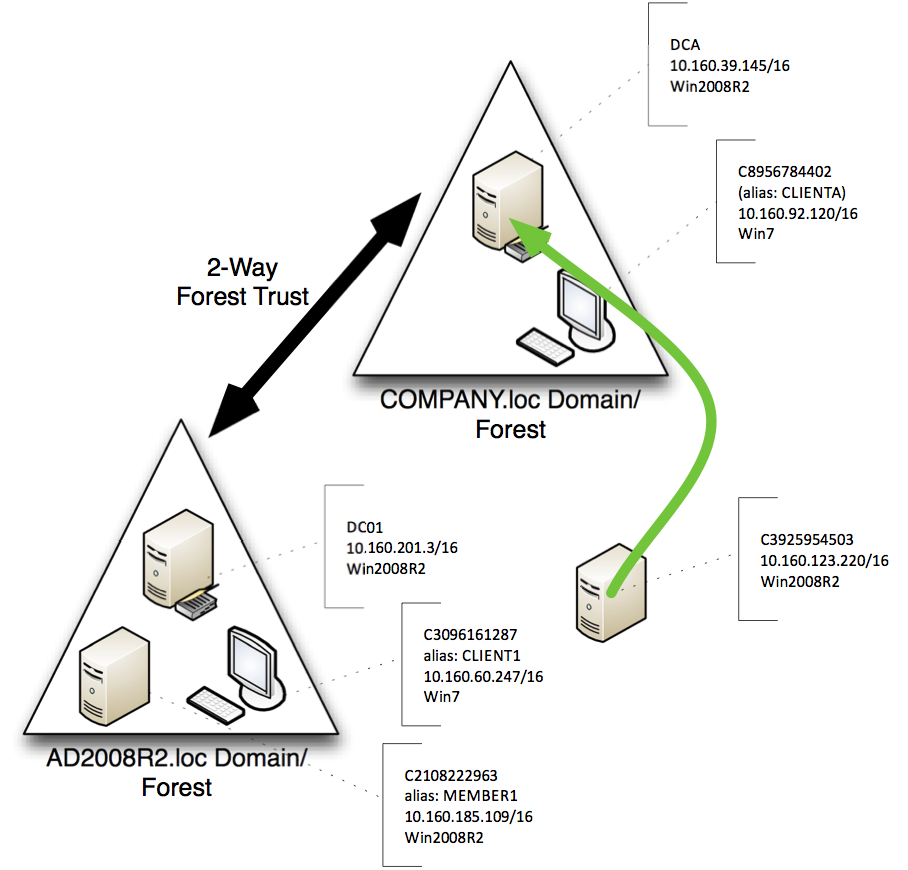 DCA
10.160.39.145/16
Win2008R2
C8956784402
(alias: CLIENTA)
10.160.92.120/16
Win7
2-Way
Forest Trust
COMPANY.loc Domain/
Forest
DC01
10.160.201.3/16
Win2008R2
C3925954503
10.160.123.220/16
Win2008R2
C3096161287
alias: CLIENT1
10.160.60.247/16
Win7
AD2008R2.loc Domain/
Forest
C2108222963
alias: MEMBER1
10.160.185.109/16
Win2008R2